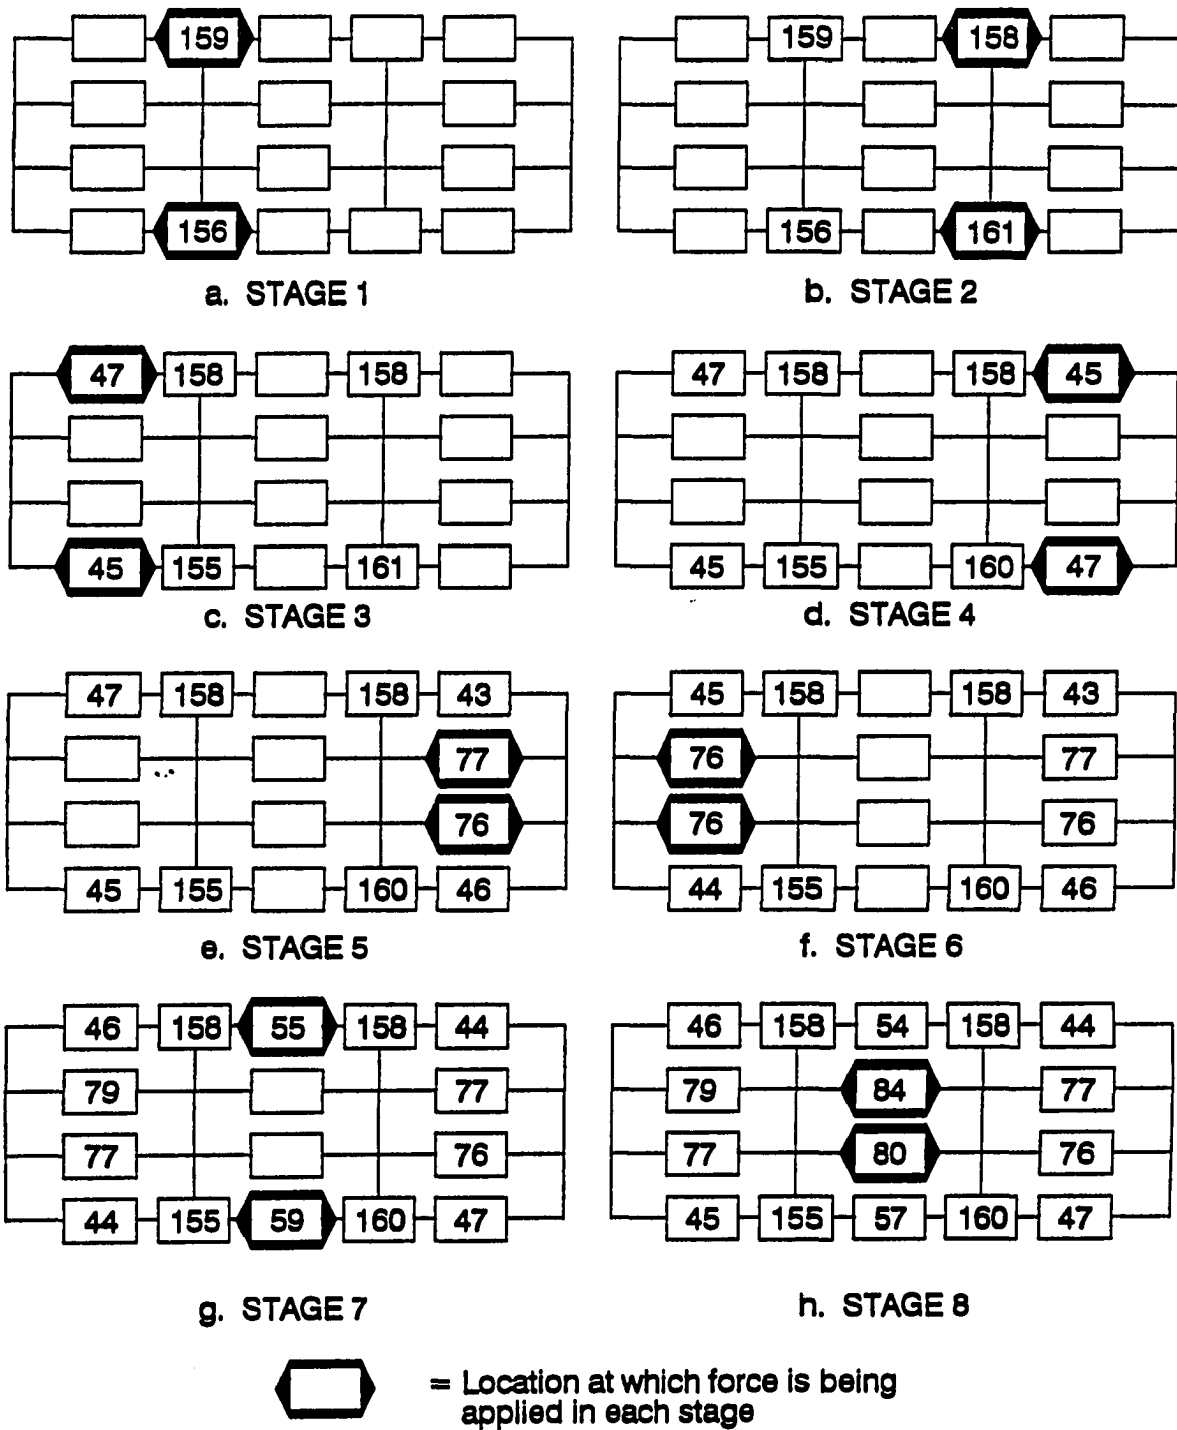 159
158
159
156
156
161
a. STAGE 1
b. STAGE 2
47 158 158
45 155 161
c. STAGE 3
47 158 158 45
45 155 160 47
d. STAGE 4
47 158 158 43
77
76
45 155 160 46
e. STAGE 5
45 158 158 43
76 77
76 76
44 155 160 46
f. STAGE 6
46 158 55 158 44
79 77
77 76
44 155 59 160 47
g. STAGE 7
46 158 54 158 44
79 84 77
77 80 76
45 155 57 160 47
h. STAGE 8
= Location at which force is being
applied in each stage